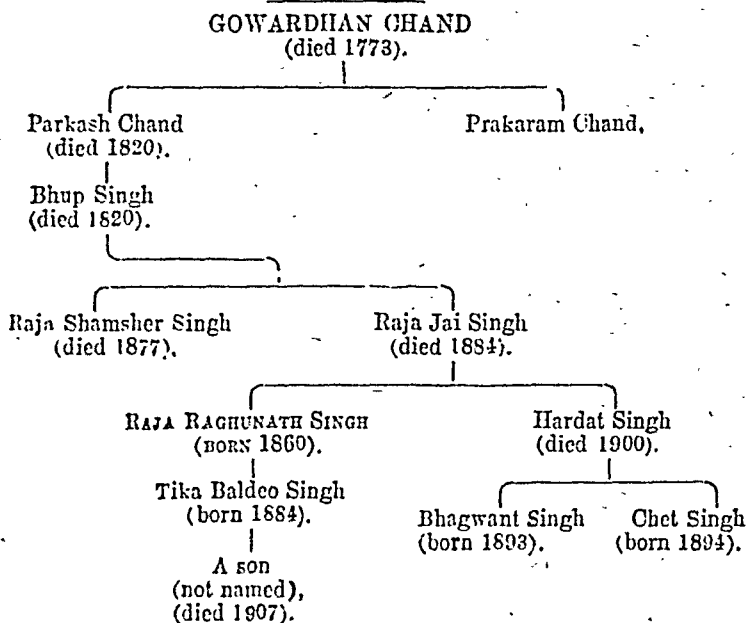 GOWARDHAN CHAND
(died 1773).
Parkash Chand
(died 1820).
Prakaram Chand.
Bhup Singh
(died 1820).
Raja Shamsher Singh
(died 1877).
Raja Jai Singh
(died 1884).
RAJA RAGHUNATH SINGH
(BORN 1860).
Hardat Singh
(died 1900).
Tika Baldeo Singh
(born 1884).
Bhagwant Singh
(born 1893).
Chet Singh
(born 1894).
A son
(not named),
(died 1907).